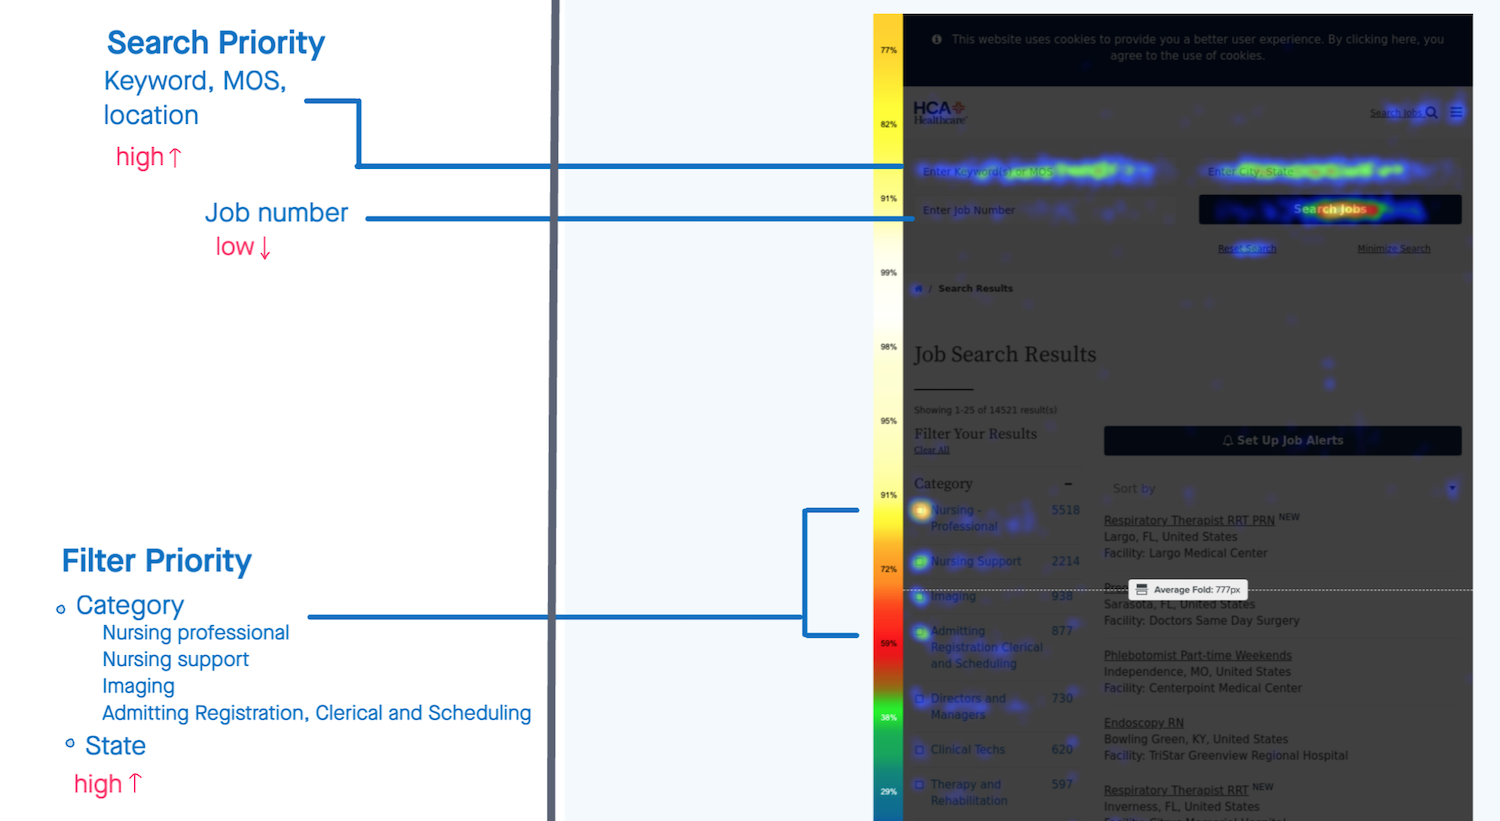 Search Priority
Keyword, MOS,
location
high ↑
Job number
low ↓
Filter Priority
Category
Nursing professional
Nursing support
Imaging
Admitting Registration, Clerical and Scheduling
State
high ↑
77%
82%
91%
99%
98%
95%
91%
72%
59%
38%
29%
This website uses cookies to provide you a better user experience. By clicking here, you
agree to the use of cookies.
HCA
Healthcare
Search Jobs
Enter Keyword(s) or MOS
Enter City, State
Enter Job Number
Search Jobs
Reset Search
Minimize Search
/ Search Results
Job Search Results
Showing 1-25 of 14521 result(s)
Filter Your Results
Clear All
Set Up Job Alerts
Category
Sort by
Nursing - 5518
Professional
Nursing Support 2214
Imaging 938
Admitting 877
Registration Clerical
and Scheduling
Directors and 730
Managers
Clinical Techs 620
Therapy and 597
Rehabilitation
Respiratory Therapist RRT PRN NEW
Largo, FL, United States
Facility: Largo Medical Center
Average Fold: 777px
Sarasota, FL, United States
Facility: Doctors Same Day Surgery
Phlebotomist Part-time Weekends
Independence, MO, United States
Facility: Centerpoint Medical Center
Endoscopy RN
Bowling Green, KY, United States
Facility: TriStar Greenview Regional Hospital
Respiratory Therapist RRT NEW
Inverness, FL, United States